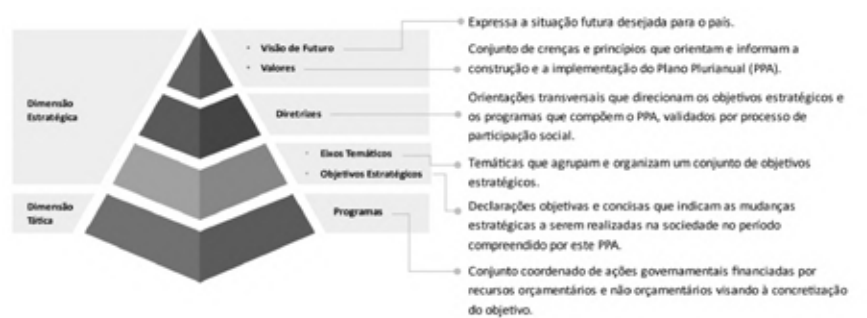 Expressa a situação futura desejada para o país.
• Visão de Futuro
• Valores
Conjunto de crenças e princípios que orientam e informam a
construção e a implementação do Plano Plurianual (PPA).
Dimensão
Estratégica
Diretrizes
Orientações transversais que direcionam os objetivos estratégicos e
os programas que compõem o PPA, validados por processo de
participação social.
• Eixos Temáticos
• Objetivos Estratégicos
Temáticas que agrupam e organizam um conjunto de objetivos
estratégicos.
Declarações objetivas e concisas que indicam as mudanças
estratégicas a serem realizadas na sociedade no período
compreendido por este PPA.
Dimensão
Tática
Programas
Conjunto coordenado de ações governamentais financiadas por
recursos orçamentários e não orçamentários visando à concretização
do objetivo.